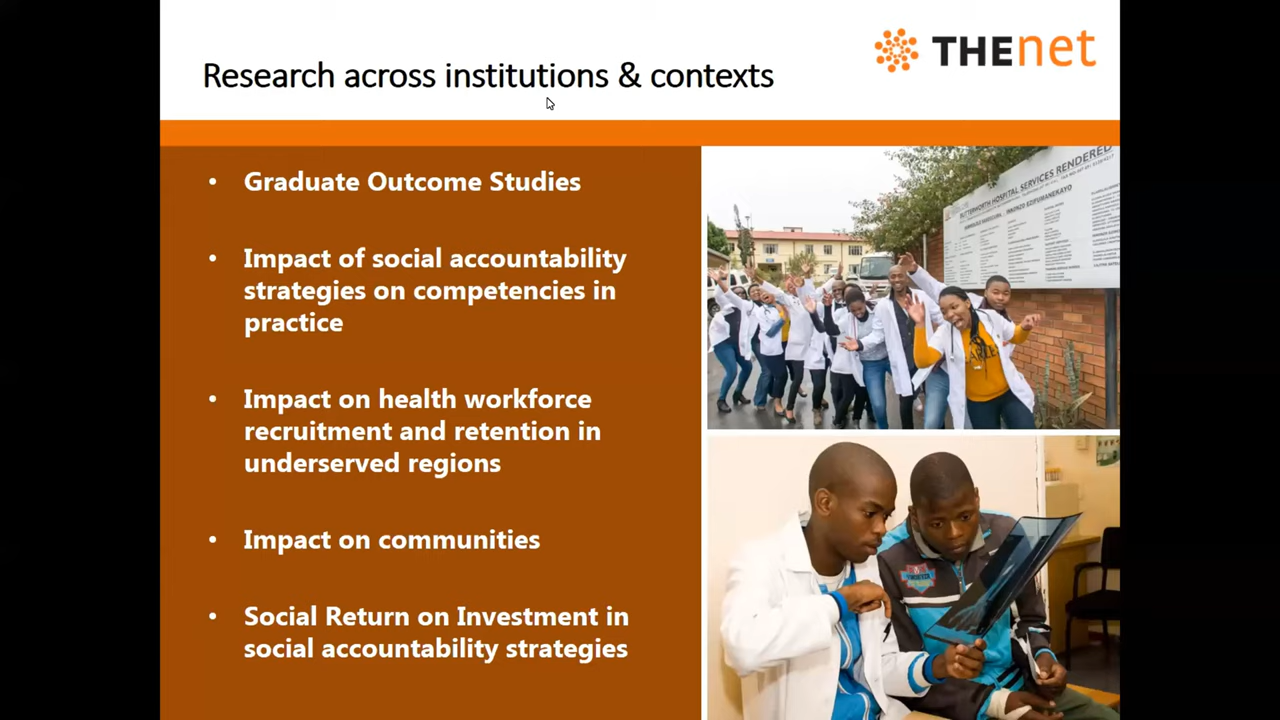 THEnet
Research across institutions & contexts
• Graduate Outcome Studies
• Impact of social accountability
strategies on competencies in
practice
• Impact on health workforce
recruitment and retention in
underserved regions
• Impact on communities
• Social Return on Investment in
social accountability strategies
BUTTERWORTH HOSPITAL SERVICES RENDERED